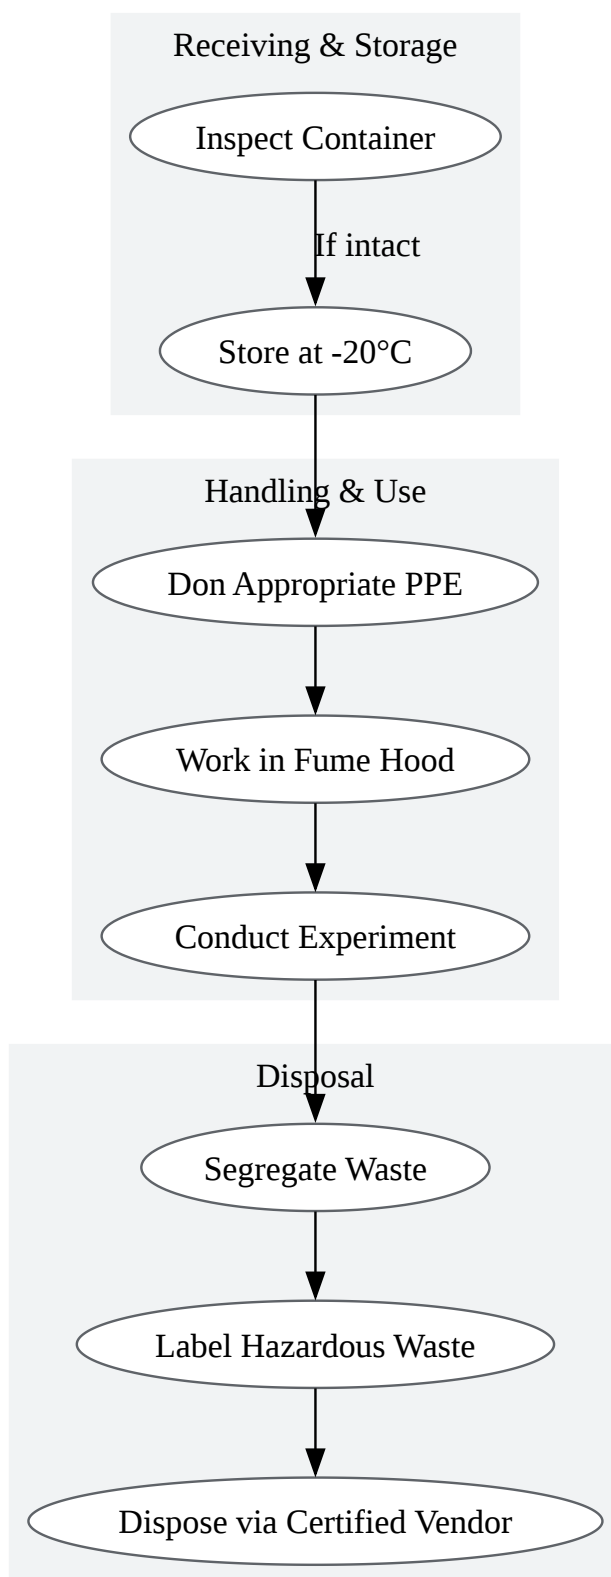 Receiving & Storage
Inspect Container
If intact
Store at -20°C
Handling & Use
Don Appropriate PPE
Work in Fume Hood
Conduct Experiment
Disposal
Segregate Waste
Label Hazardous Waste
Dispose via Certified Vendor